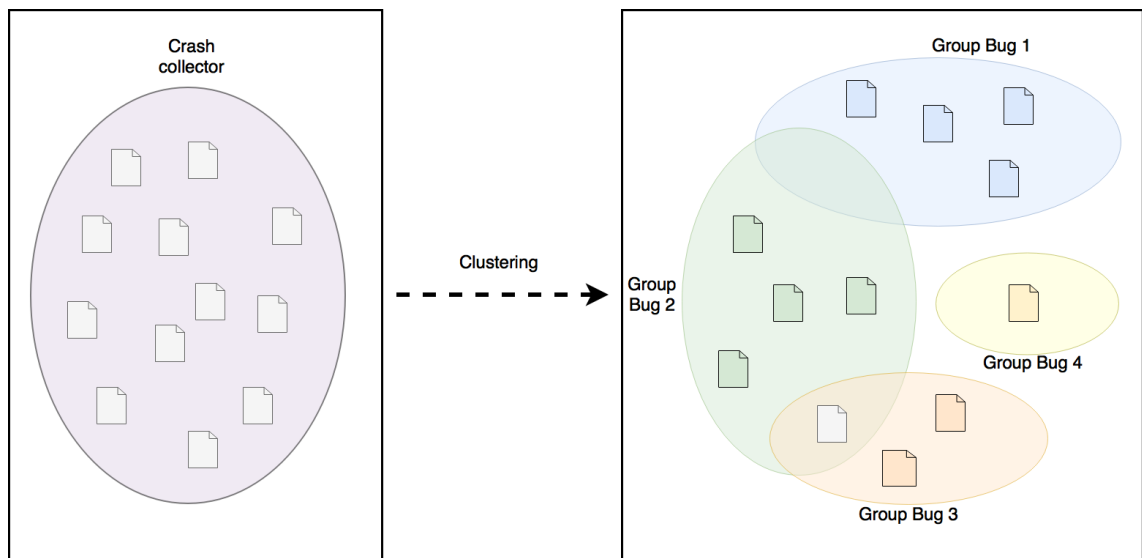 Crash
collector
Clustering
Group Bug 1
Group
Bug 2
Group Bug 4
Group Bug 3